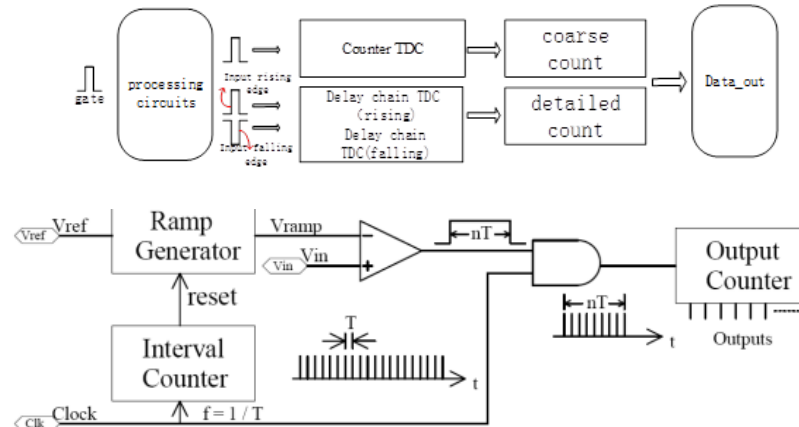 gate
processing
circuits
Input rising
edge
Input falling
edge
Counter TDC
coarse
count
Delay chain TDC
(rising)
Delay chain
TDC(falling)
detailed
count
Data_out
Vref
Vref
Ramp
Generator
Vramp
Vin
Vin
nT
reset
T
t
nT
t
Output
Counter
Outputs
Interval
Counter
Clk
Clock
f = 1 / T